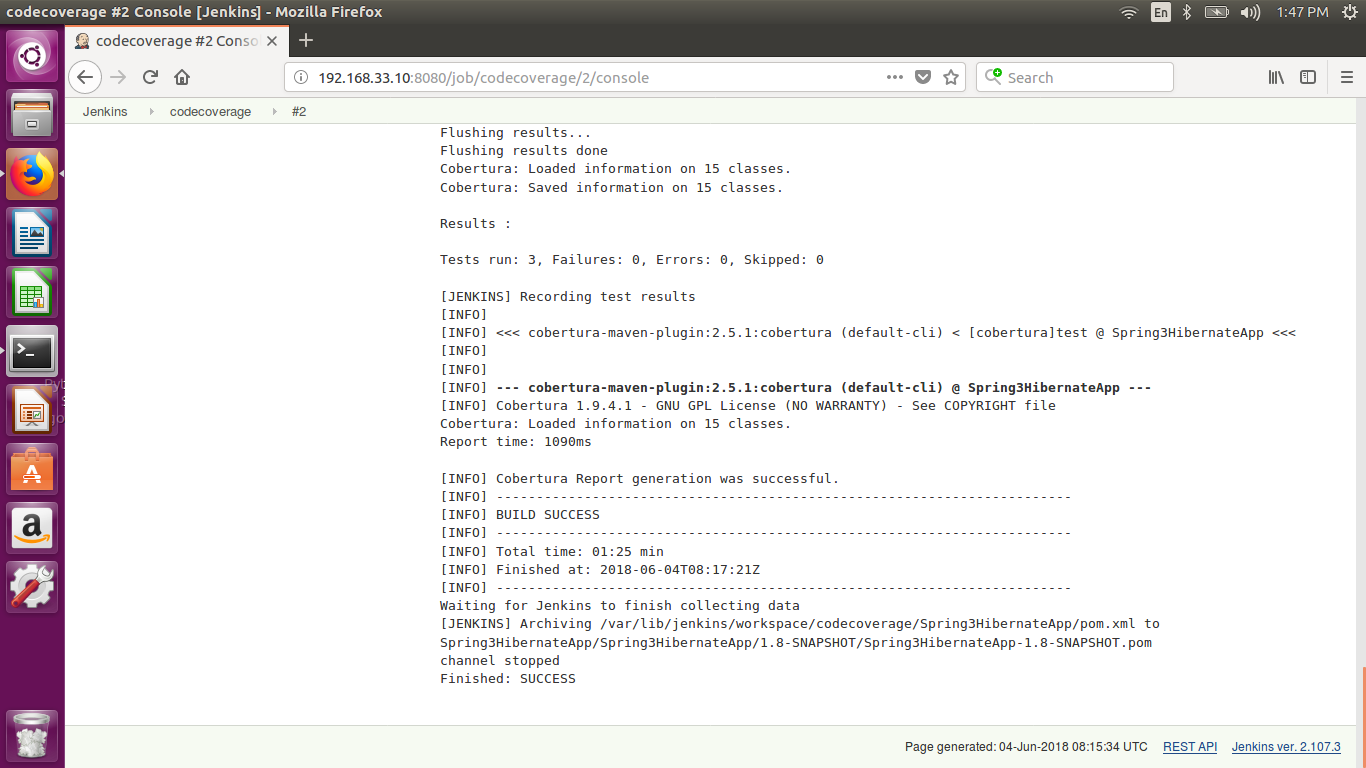 codecoverage #2 Console [Jenkins] - Mozilla Firefox
En
1:47 PM
codecoverage #2 Conso
192.168.33.10:8080/job/codecoverage/2/console
Search
Jenkins
codecoverage
#2
Flushing results...
Flushing results done
Cobertura: Loaded information on 15 classes.
Cobertura: Saved information on 15 classes.
Results :
Tests run: 3, Failures: 0, Errors: 0, Skipped: 0
[JENKINS] Recording test results
[INFO]
[INFO] <<< cobertura-maven-plugin:2.5.1:cobertura (default-cli) < [cobertura]test @ Spring3HibernateApp <<<
[INFO]
[INFO]
[INFO] --- cobertura-maven-plugin:2.5.1:cobertura (default-cli) @ Spring3HibernateApp ---
[INFO] Cobertura 1.9.4.1 - GNU GPL License (NO WARRANTY) - See COPYRIGHT file
Cobertura: Loaded information on 15 classes.
Report time: 1090ms
[INFO] Cobertura Report generation was successful.
[INFO] ------------------------------------------------------------------------
[INFO] BUILD SUCCESS
[INFO] ------------------------------------------------------------------------
[INFO] Total time: 01:25 min
[INFO] Finished at: 2018-06-04T08:17:21Z
[INFO] ------------------------------------------------------------------------
Waiting for Jenkins to finish collecting data
[JENKINS] Archiving /var/lib/jenkins/workspace/codecoverage/Spring3HibernateApp/pom.xml to
Spring3HibernateApp/Spring3HibernateApp/1.8-SNAPSHOT/Spring3HibernateApp-1.8-SNAPSHOT.pom
channel stopped
Finished: SUCCESS
Page generated: 04-Jun-2018 08:15:34 UTC
REST API
Jenkins ver. 2.107.3